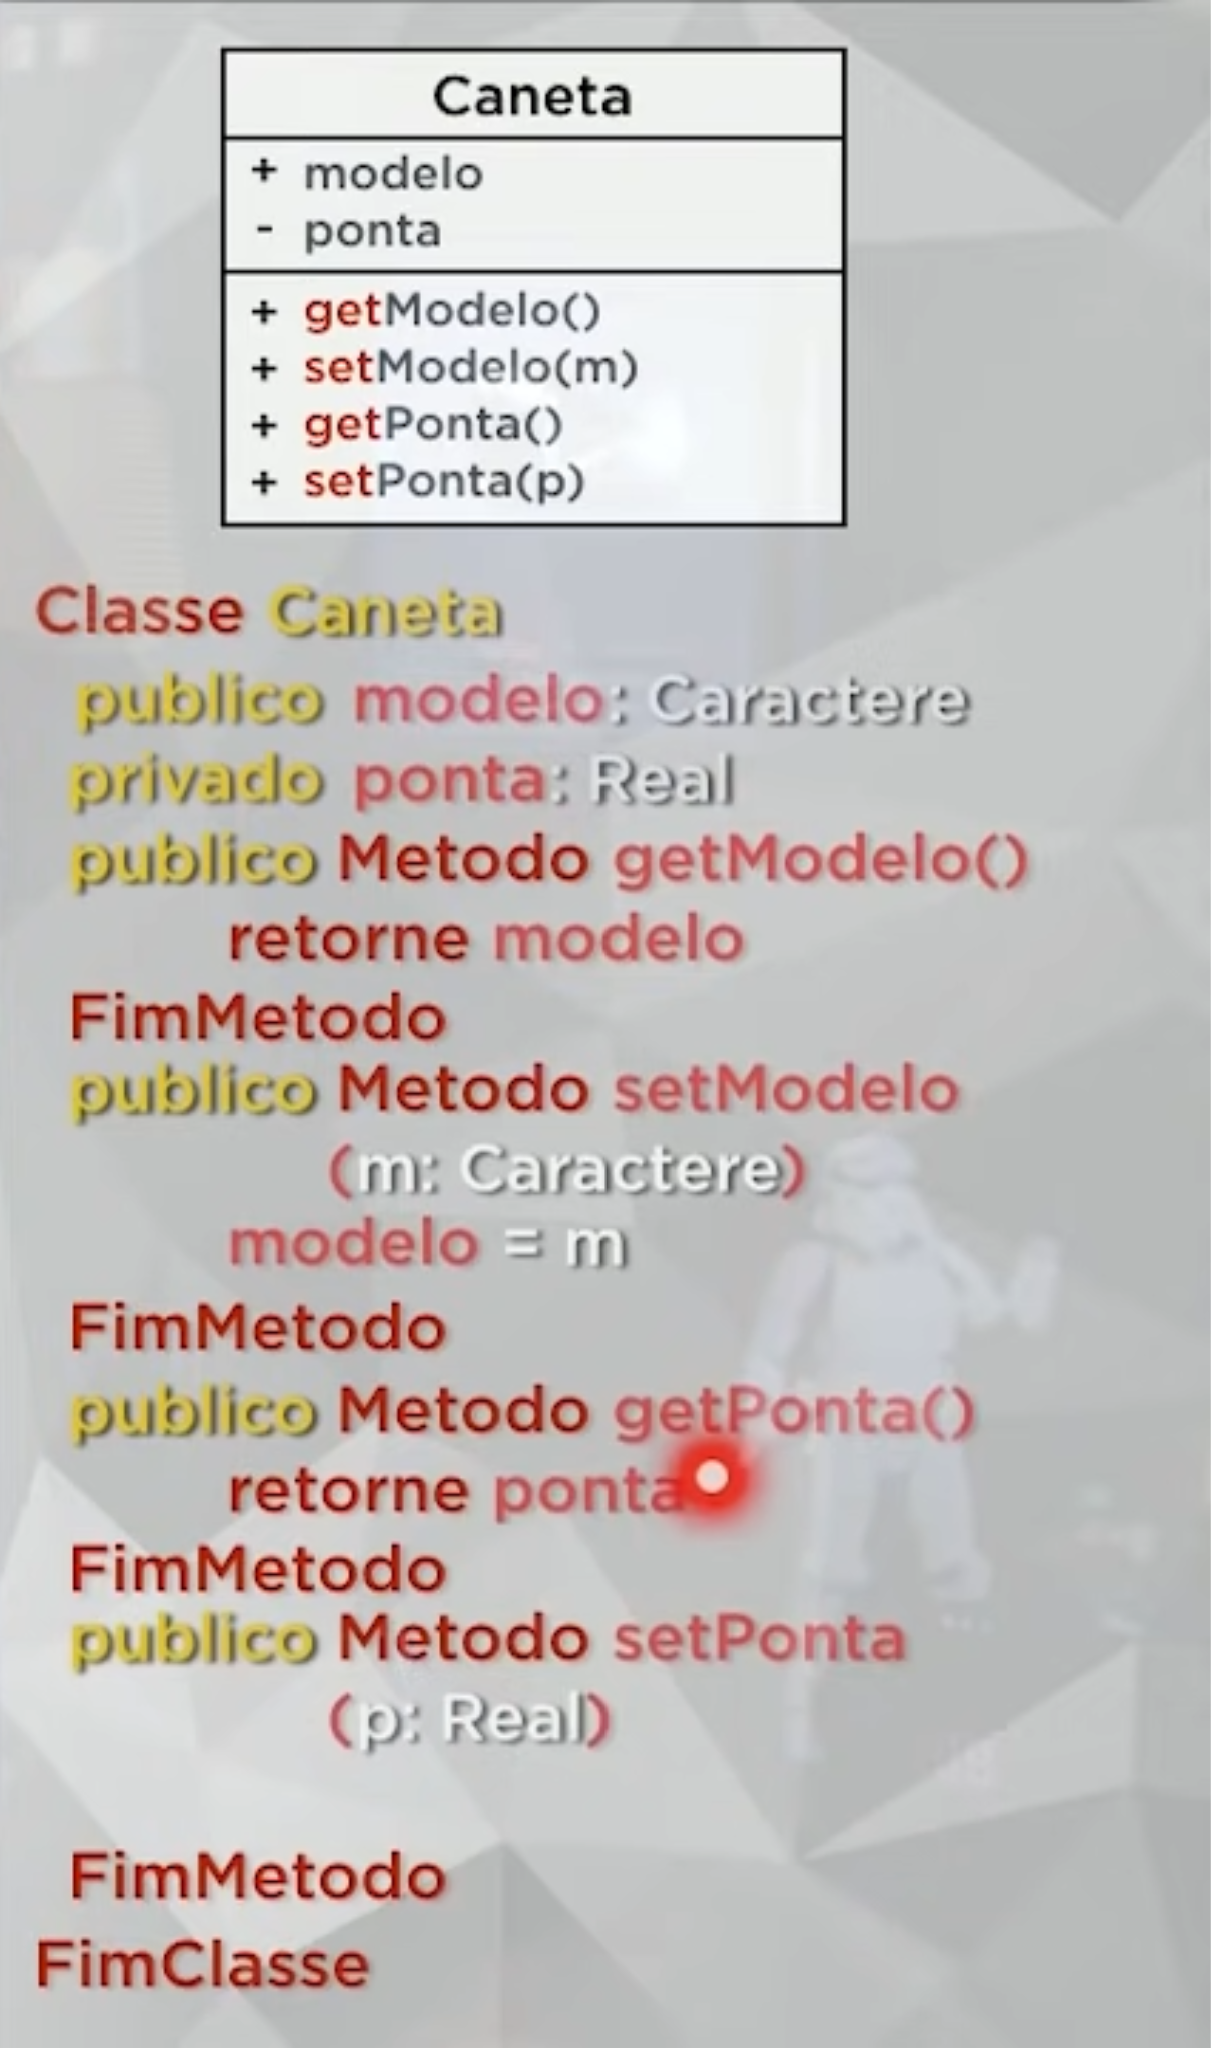 Caneta
+ modelo
- ponta
+ getModelo()
+ setModelo(m)
+ getPonta()
+ setPonta(p)
Classe Caneta
publico modelo: Caractere
privado ponta: Real
publico Metodo getModelo()
retorne modelo
FimMetodo
publico Metodo setModelo
(m: Caractere)
modelo = m
FimMetodo
publico Metodo getPonta()
retorne ponta
FimMetodo
publico Metodo setPonta
(p: Real)
FimMetodo
FimClasse